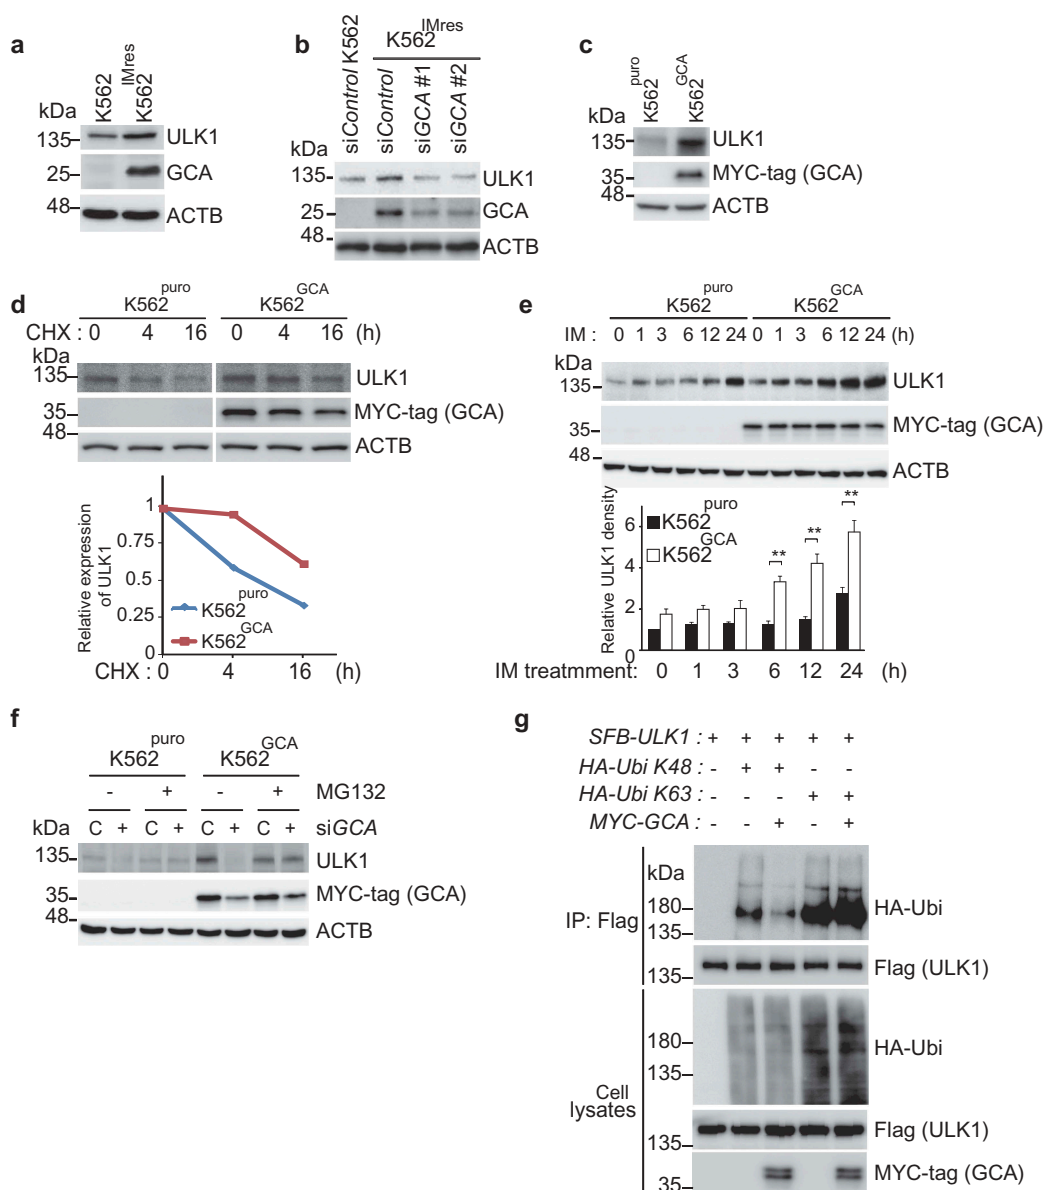 a
kDa
K562
K562 IMres
135
ULK1
25
GCA
48
ACTB
b
K562 IMres
siControl K562
siControl
siGCA #1
siGCA #2
kDa
135
ULK1
25
GCA
48
ACTB
c
K562 puro
K562 GCA
kDa
135
ULK1
35
MYC-tag (GCA)
48
ACTB
d
K562 puro K562 GCA
CHX : 0 4 16 0 4 16 (h)
kDa
135
ULK1
35
MYC-tag (GCA)
48
ACTB
Relative expression
of ULK1
1
0.75
0.5
0.25
0
K562 puro
K562 GCA
CHX : 0 4 16 (h)
e
K562 puro K562 GCA
IM : 0 1 3 6 12 24 0 1 3 6 12 24 (h)
kDa
135
ULK1
35
MYC-tag (GCA)
48
ACTB
Relative ULK1 density
6
4
2
0
K562 puro
K562 GCA
**
**
**
IM treatmment: 0 1 3 6 12 24 (h)
f
K562 puro K562 GCA
- + - + MG132
kDa C + C + C + C + siGCA
135
ULK1
35
MYC-tag (GCA)
48
ACTB
g
SFB-ULK1 : + + + + +
HA-Ubi K48 : - + + - -
HA-Ubi K63 : - - - + +
MYC-GCA : - - + - +
kDa
IP: Flag
180
135
HA-Ubi
135
Flag (ULK1)
Cell
lysates
180
135
HA-Ubi
135
Flag (ULK1)
35
MYC-tag (GCA)